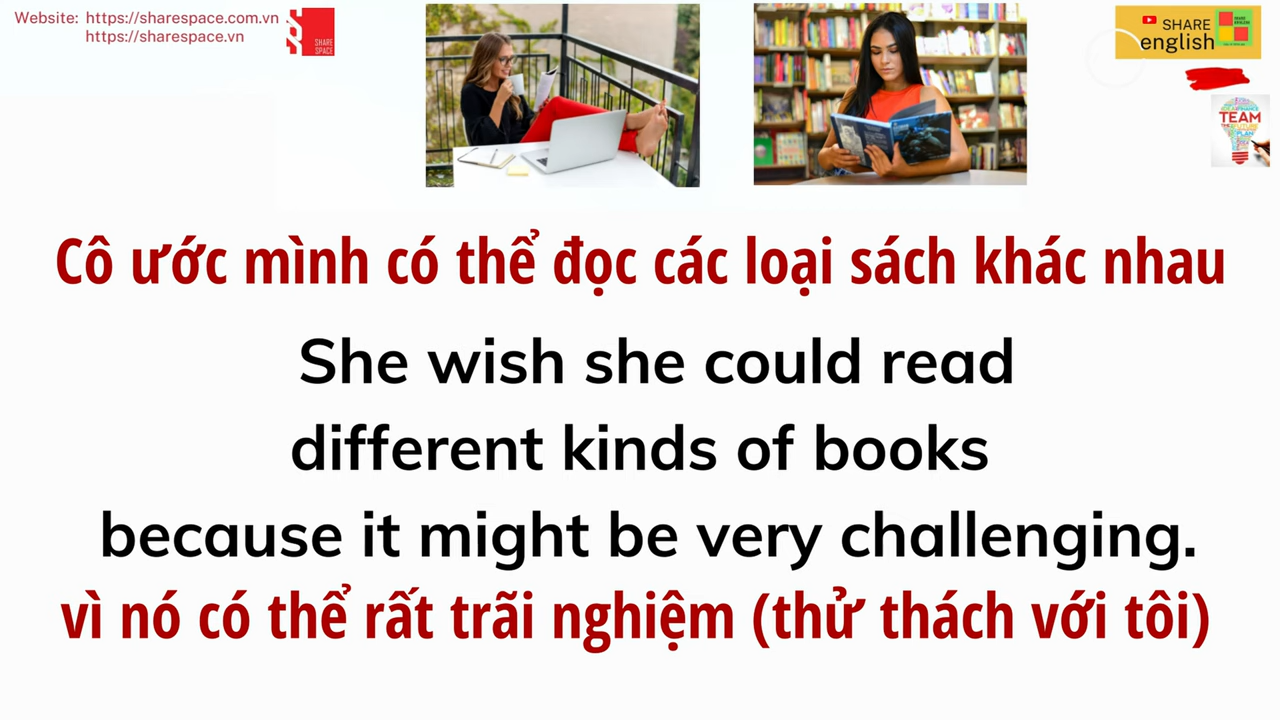 Website: https://sharespace.com.vn
https://sharespace.vn
SHARE
SPACE
SHARE
english
TEAM
PLAN
Cô ước mình có thể đọc các loại sách khác nhau
She wish she could read
different kinds of books
because it might be very challenging.
vì nó có thể rất trãi nghiệm (thử thách với tôi)